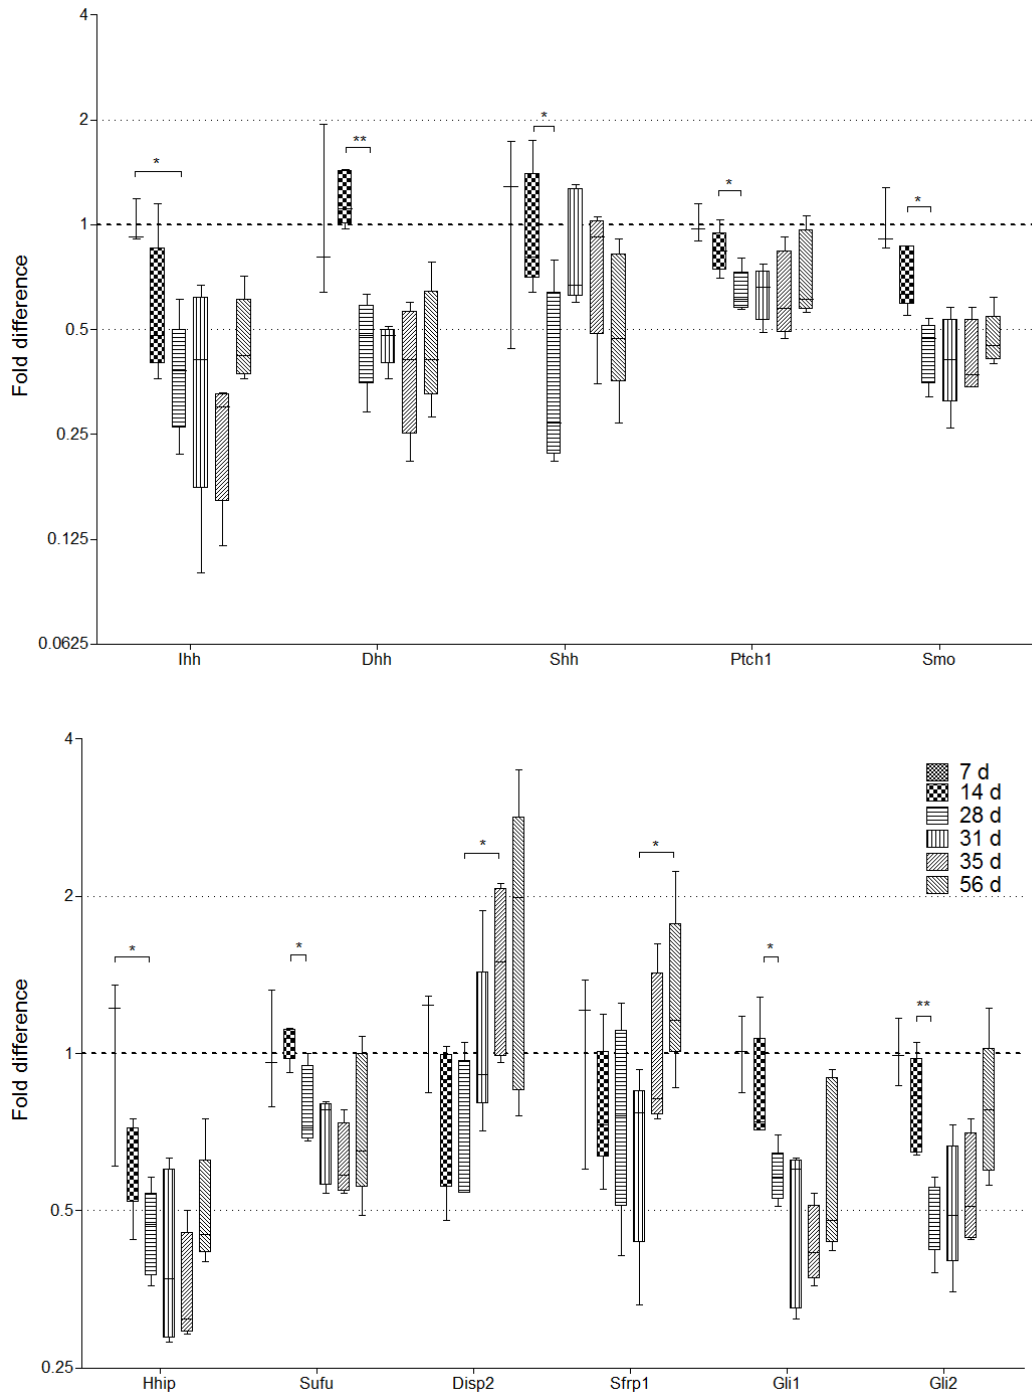 4
2
1
0.5
0.25
0.125
0.0625
Fold difference
*
**
*
*
*
Ihh
Dhh
Shh
Ptch1
Smo
4
2
1
0.5
0.25
Fold difference
7 d
14 d
28 d
31 d
35 d
56 d
*
*
*
*
*
**
Hhip
Sufu
Disp2
Sfrp1
Gli1
Gli2